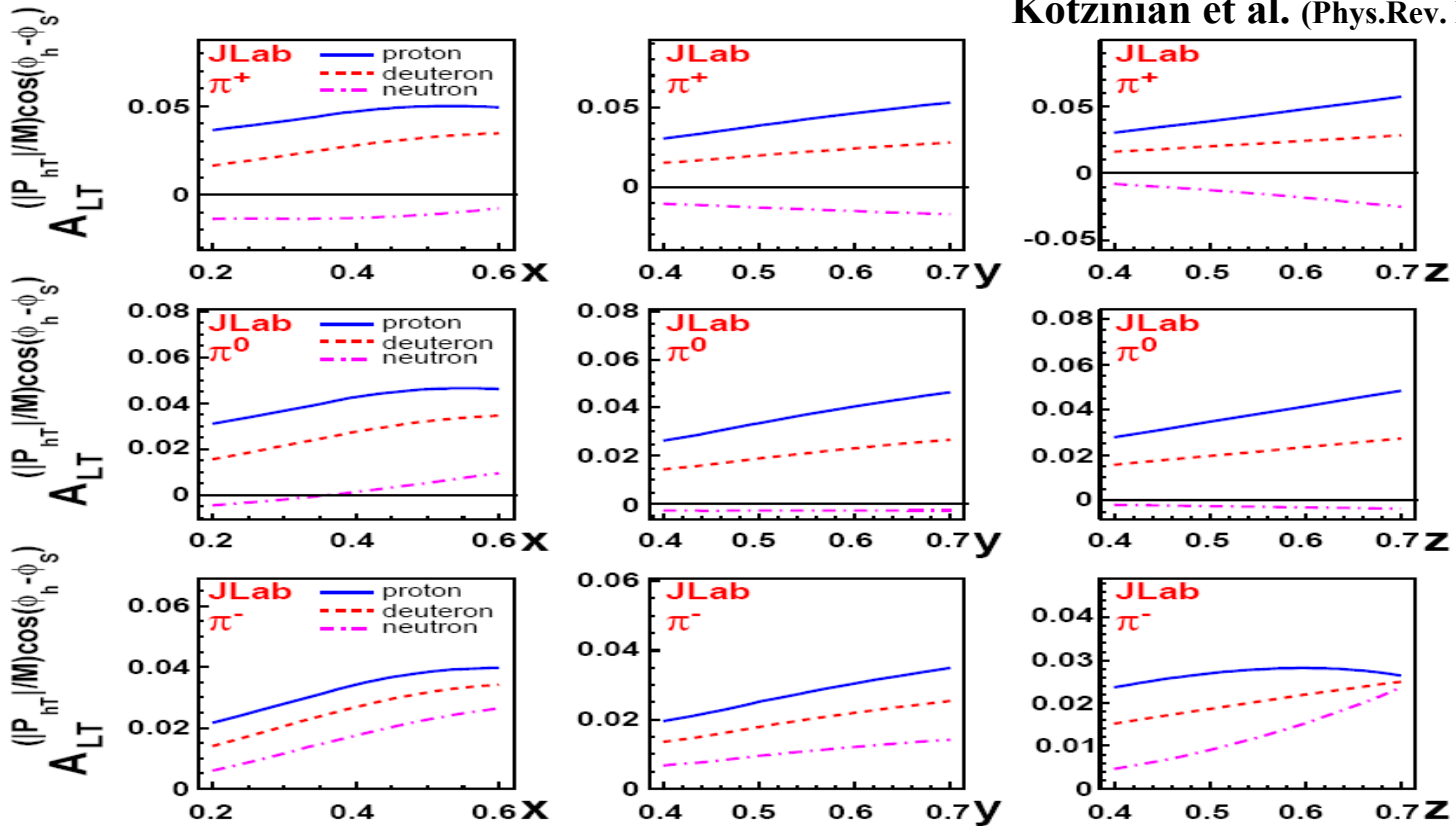 Kotzinian et al. (Phys.Rev.
A_LT^(|P_hT|/M)cos(ϕ_h-ϕ_S)
JLab
π⁺
proton
deuteron
neutron
0.05
0
0.2 0.4 0.6 x
JLab
π⁺
0.05
0
0.4 0.5 0.6 0.7 y
JLab
π⁺
0.05
0
-0.05
0.4 0.5 0.6 0.7 z
A_LT^(|P_hT|/M)cos(ϕ_h-ϕ_S)
JLab
π⁰
proton
deuteron
neutron
0.08
0.06
0.04
0.02
0
0.2 0.4 0.6 x
JLab
π⁰
0.08
0.06
0.04
0.02
0
0.4 0.5 0.6 0.7 y
JLab
π⁰
0.08
0.06
0.04
0.02
0
0.4 0.5 0.6 0.7 z
A_LT^(|P_hT|/M)cos(ϕ_h-ϕ_S)
JLab
π⁻
proton
deuteron
neutron
0.06
0.04
0.02
0
0.2 0.4 0.6 x
JLab
π⁻
0.06
0.04
0.02
0
0.4 0.5 0.6 0.7 y
JLab
π⁻
0.04
0.03
0.02
0.01
0
0.4 0.5 0.6 0.7 z